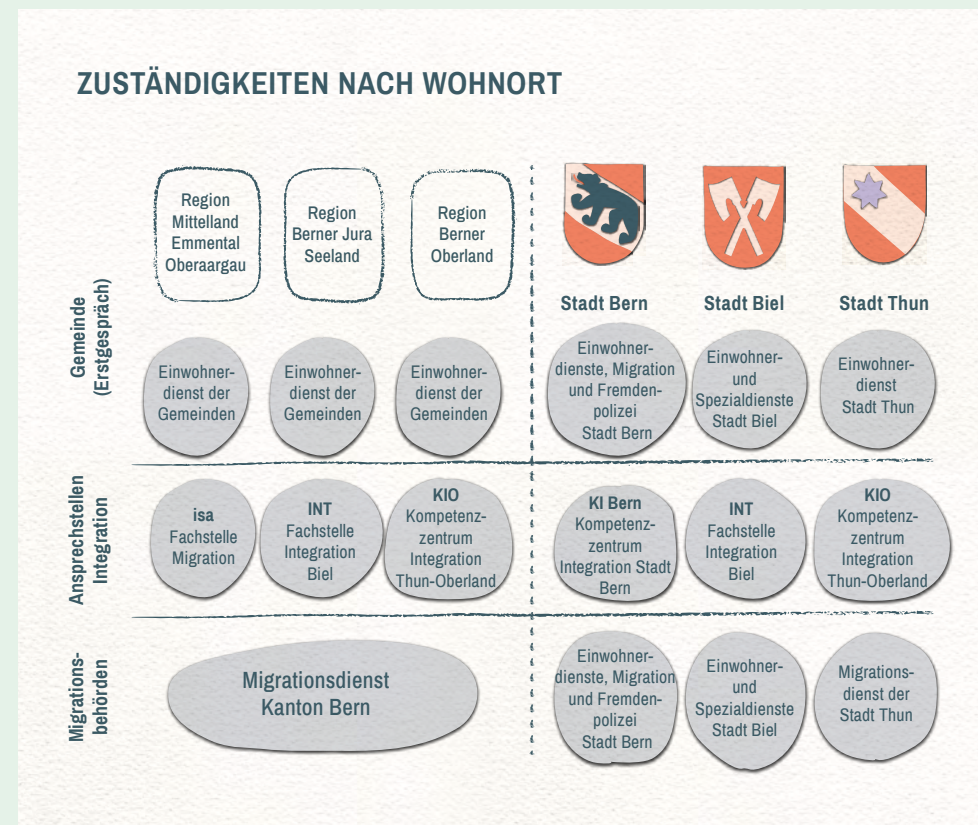 ZUSTÄNDIGKEITEN NACH WOHNORT
Region
Mittelland
Emmental
Oberaargau
Region
Berner Jura
Seeland
Region
Berner
Oberland
Stadt Bern
Stadt Biel
Stadt Thun
Gemeinde
(Erstgespräch)
Einwohner-
dienst der
Gemeinden
Einwohner-
dienst der
Gemeinden
Einwohner-
dienst der
Gemeinden
Einwohner-
dienste, Migration
und Fremden-
polizei
Stadt Bern
Einwohner-
und
Spezialdienste
Stadt Biel
Einwohner-
dienst
Stadt Thun
Ansprechstellen
Integration
isa
Fachstelle
Migration
INT
Fachstelle
Integration
Biel
KIO
Kompetenz-
zentrum
Integration
Thun-Oberland
KI Bern
Kompetenz-
zentrum
Integration Stadt
Bern
INT
Fachstelle
Integration
Biel
KIO
Kompetenz-
zentrum
Integration
Thun-Oberland
Migrations-
behörden
Migrationsdienst
Kanton Bern
Einwohner-
dienste, Migration
und Fremden-
polizei
Stadt Bern
Einwohner-
und
Spezialdienste
Stadt Biel
Migrations-
dienst der
Stadt Thun